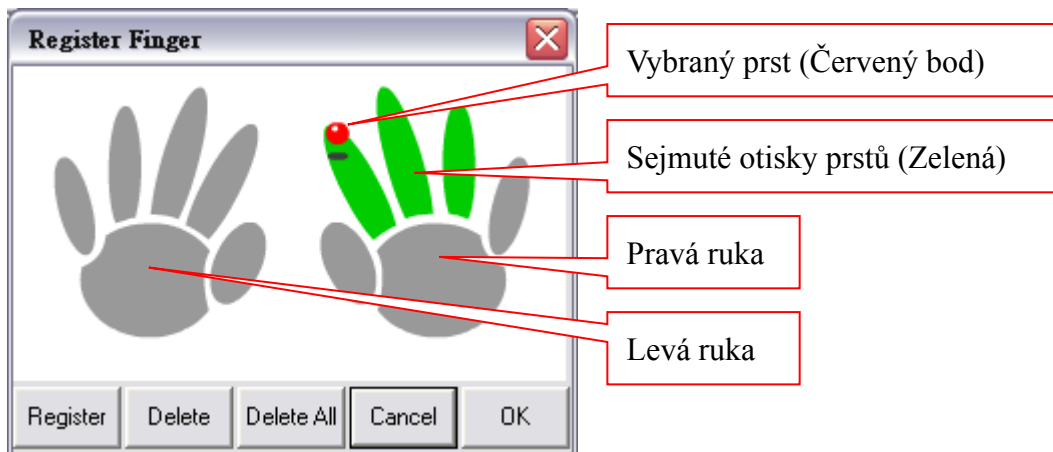 Register Finger
Vybraný prst (Červený bod)
Sejmuté otisky prstů (Zelená)
Pravá ruka
Levá ruka
Register
Delete
Delete All
Cancel
OK